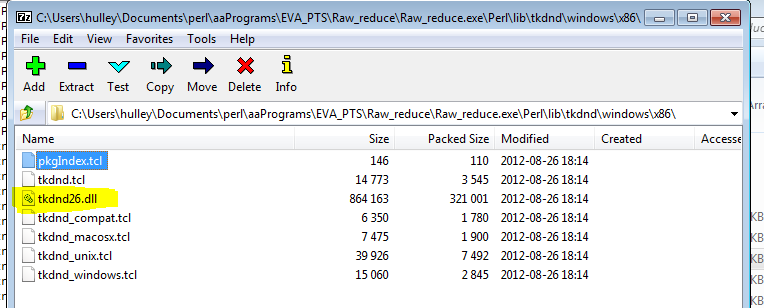 C:\Users\hulley\Documents\perl\aaPrograms\EVA_PTS\Raw_reduce\Raw_reduce.exe\Perl\lib\tkdnd\windows\x86\
File Edit View Favorites Tools Help
Add Extract Test Copy Move Delete Info
C:\Users\hulley\Documents\perl\aaPrograms\EVA_PTS\Raw_reduce\Raw_reduce.exe\Perl\lib\tkdnd\windows\x86\
Name Size Packed Size Modified Created Accesse
pkgIndex.tcl 146 110 2012-08-26 18:14
tkdnd.tcl 14 773 3 545 2012-08-26 18:14
tkdnd26.dll 864 163 321 001 2012-08-26 18:14
tkdnd_compat.tcl 6 350 1 780 2012-08-26 18:14
tkdnd_macosx.tcl 7 475 1 900 2012-08-26 18:14
tkdnd_unix.tcl 39 926 7 492 2012-08-26 18:14
tkdnd_windows.tcl 15 060 2 845 2012-08-26 18:14
KB
KB
KB
KB
KB